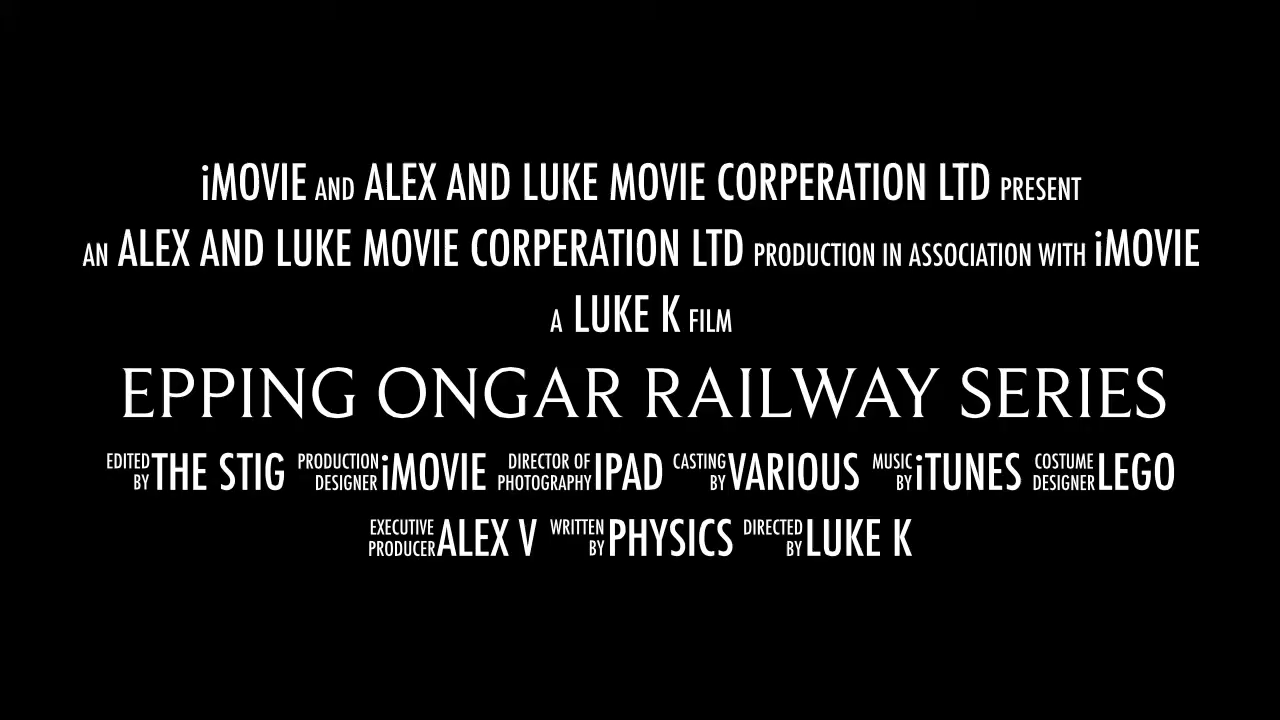 iMOVIE AND ALEX AND LUKE MOVIE CORPERATION LTD PRESENT
AN ALEX AND LUKE MOVIE CORPERATION LTD PRODUCTION IN ASSOCIATION WITH iMOVIE
A LUKE K FILM
EPPING ONGAR RAILWAY SERIES
EDITED BY THE STIG PRODUCTION DESIGNER iMOVIE DIRECTOR OF PHOTOGRAPHY IPAD CASTING BY VARIOUS MUSIC BY iTUNES COSTUME DESIGNER LEGO
EXECUTIVE PRODUCER ALEX V WRITTEN BY PHYSICS DIRECTED BY LUKE K